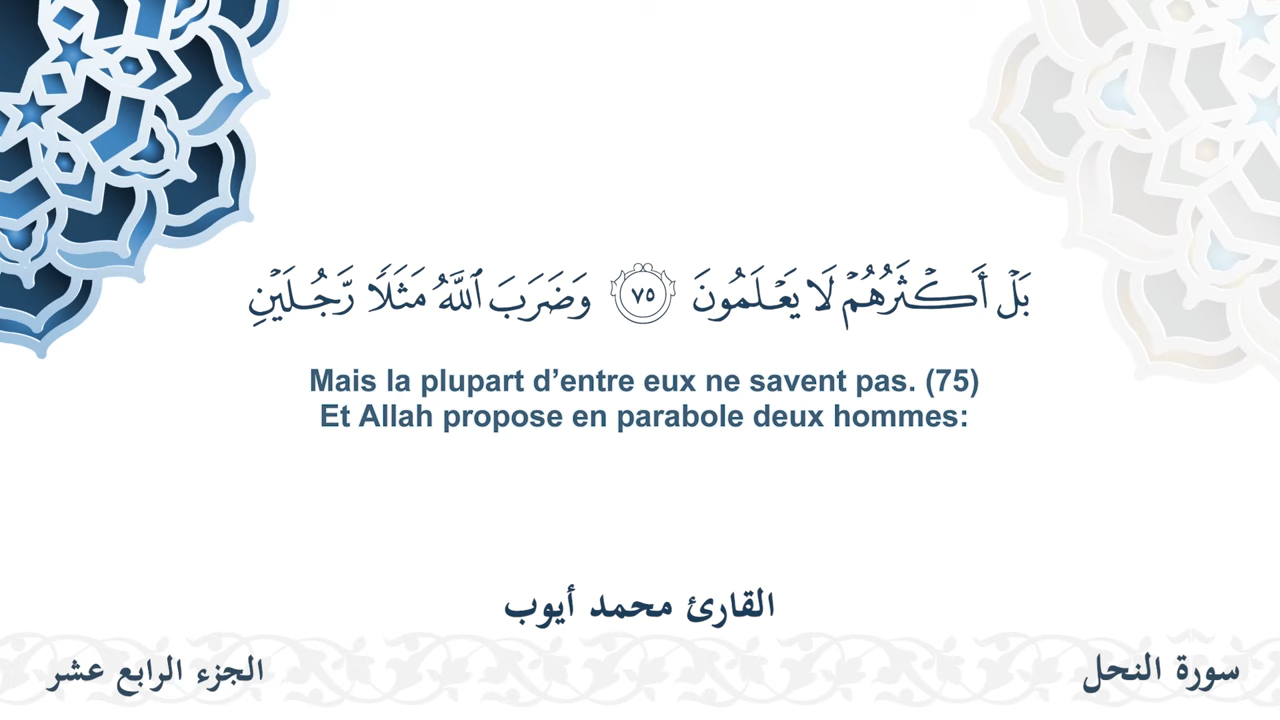 بَلۡ أَكۡثَرُهُمۡ لَا يَعۡلَمُونَ ٧٥ وَضَرَبَ ٱللَّهُ مَثَلٗا رَّجُلَيۡنِ
Mais la plupart d’entre eux ne savent pas. (75)
Et Allah propose en parabole deux hommes:
القارئ محمد أيوب
سورة النحل
الجزء الرابع عشر